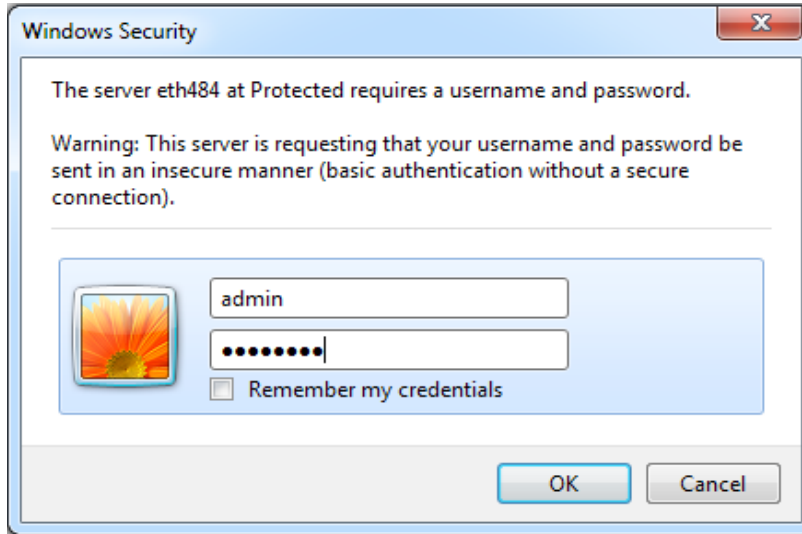 Windows Security
The server eth484 at Protected requires a username and password.
Warning: This server is requesting that your username and password be
sent in an insecure manner (basic authentication without a secure
connection).
admin
●●●●●●●●
Remember my credentials
OK
Cancel